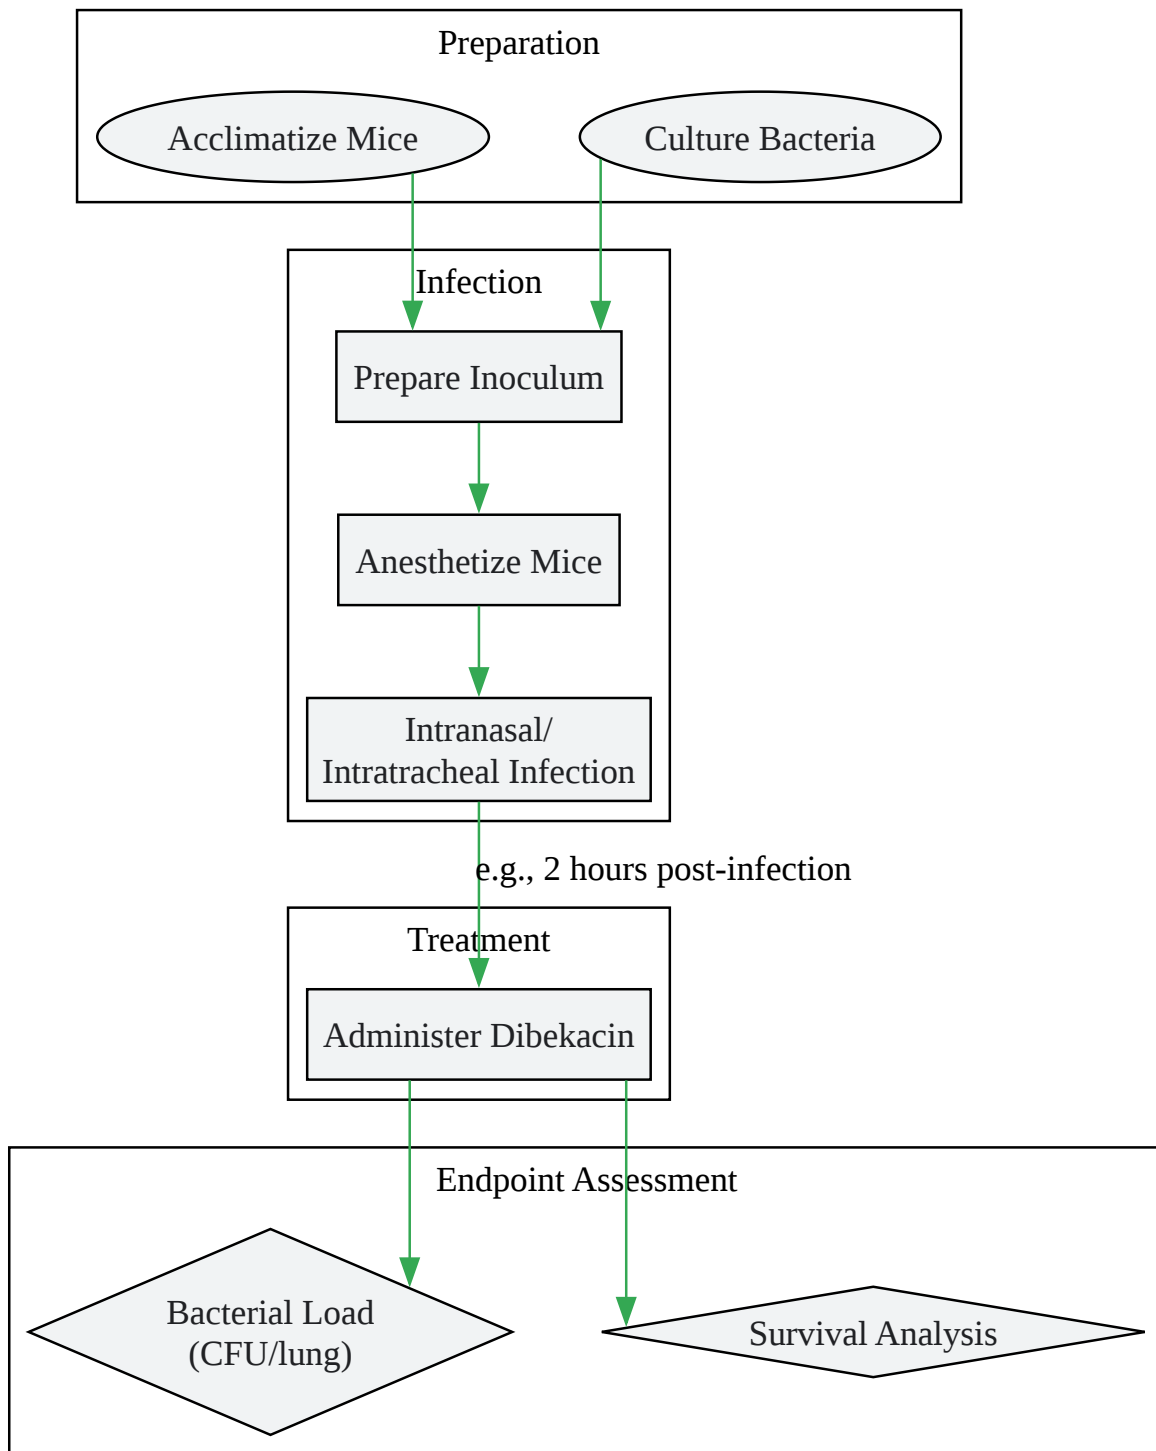 Preparation
Acclimatize Mice
Culture Bacteria
Infection
Prepare Inoculum
Anesthetize Mice
Intranasal/
Intratracheal Infection
e.g., 2 hours post-infection
Treatment
Administer Dibekacin
Endpoint Assessment
Bacterial Load
(CFU/lung)
Survival Analysis